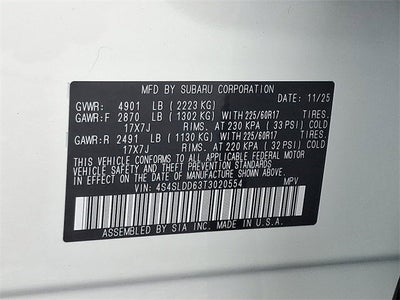 MFD BY SUBARU CORPORATION
GVWR: 4901 LB (2223 KG) DATE: 11/25
GAWR:F 2870 LB (1302 KG) WITH 225/60R17 TIRES.
17X7J RIMS. AT 230 KPA (33 PSI) COLD
GAWR:R 2491 LB (1130 KG) WITH 225/60R17 TIRES.
17X7J RIMS. AT 220 KPA (32 PSI) COLD
THIS VEHICLE CONFORMS TO ALL APPLICABLE FEDERAL MOTOR
VEHICLE SAFETY AND THEFT PREVENTION STANDARDS IN
EFFECT ON THE DATE OF MANUFACTURE SHOWN ABOVE.
VIN: 4S4SLDD63T3020554 MPV
ASSEMBLED BY SIA INC. MADE IN U.S.A.